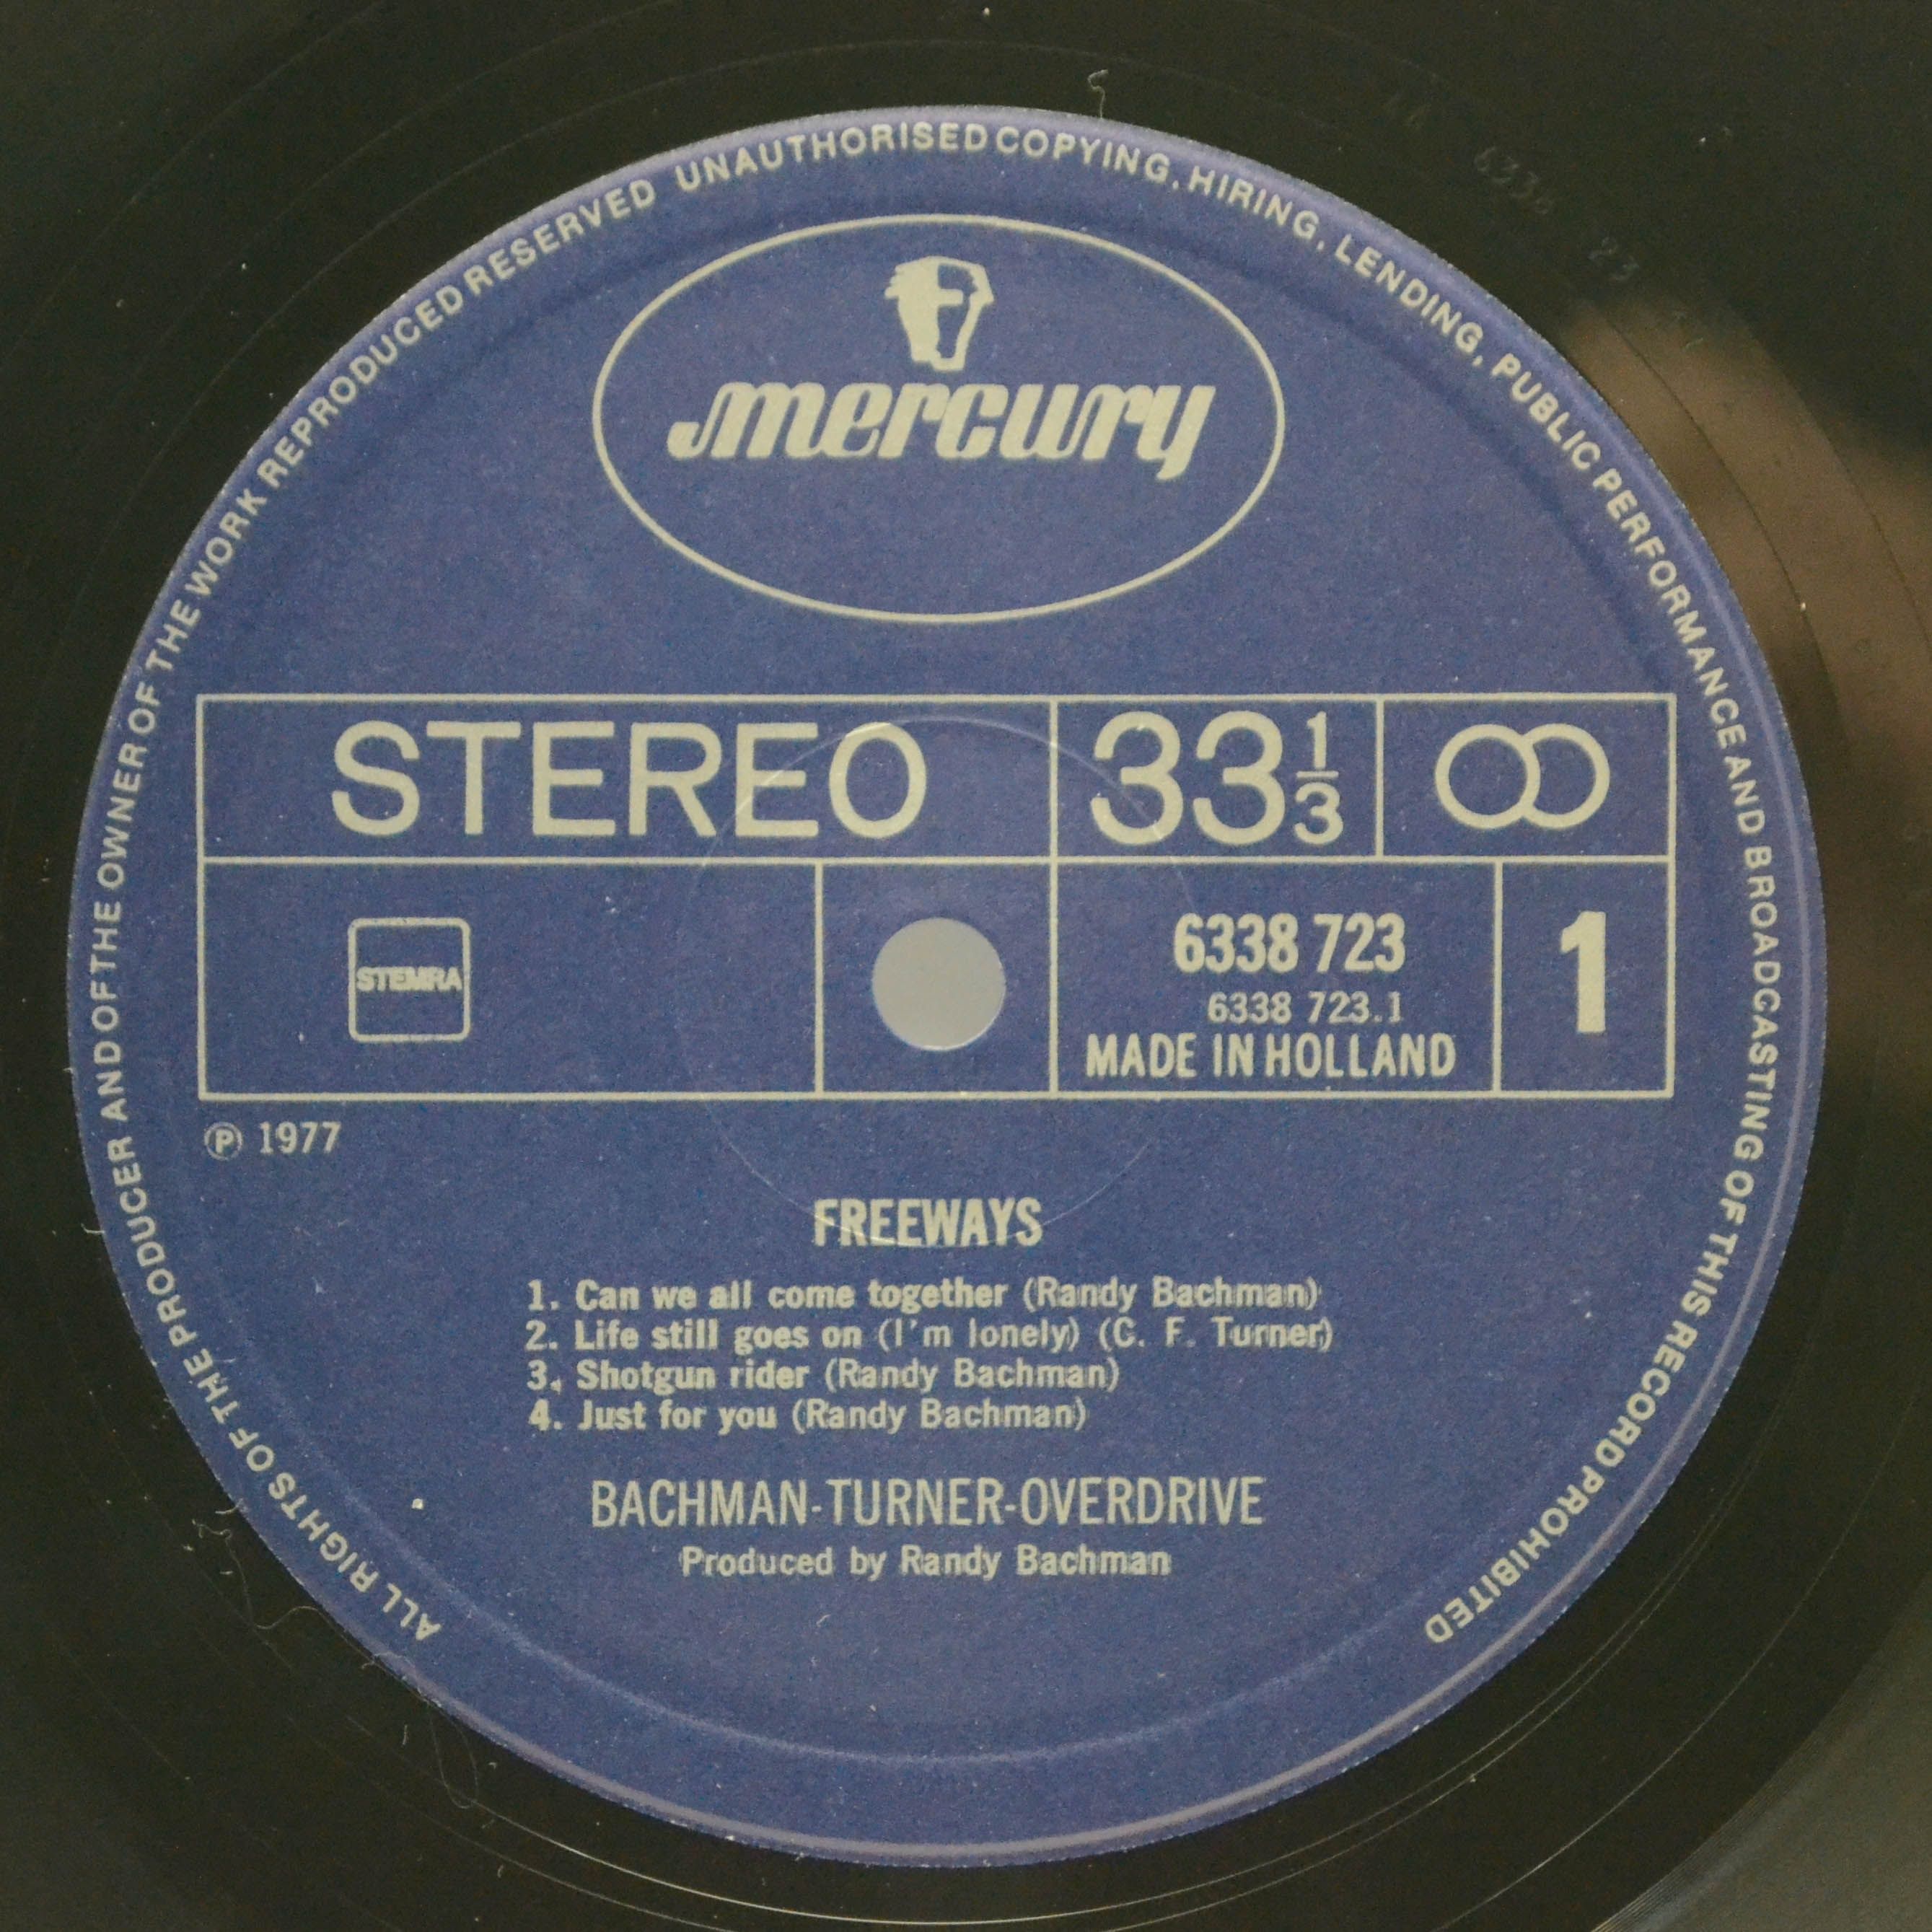 ALL RIGHTS OF THE PRODUCER AND OF THE OWNER OF THE WORK REPRODUCED RESERVED UNAUTHORISED COPYING, HIRING, LENDING, PUBLIC PERFORMANCE AND BROADCASTING OF THIS RECORD PROHIBITED
mercury
STEREO 33 1/3
STEMRA
6338 723
6338 723.1
MADE IN HOLLAND
1
℗ 1977
FREEWAYS
1. Can we all come together (Randy Bachman)
2. Life still goes on (I'm lonely) (C. F. Turner)
3. Shotgun rider (Randy Bachman)
4. Just for you (Randy Bachman)
BACHMAN-TURNER-OVERDRIVE
Produced by Randy Bachman